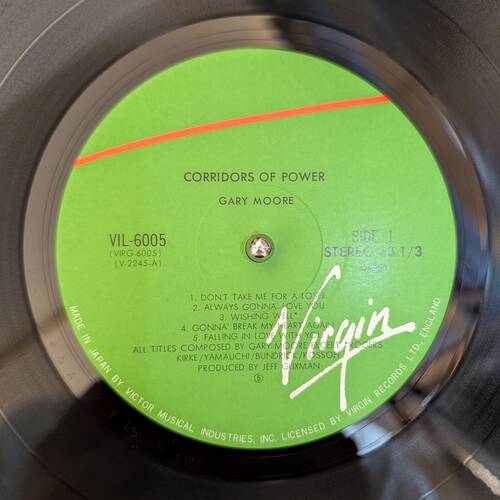 CORRIDORS OF POWER
GARY MOORE
VIL-6005
(VIRG-6005)
(V-2245-A)
SIDE 1
STEREO 33 1/3
1. DON'T TAKE ME FOR A LOSER
2. ALWAYS GONNA LOVE YOU
3. WISHING WELL*
4. GONNA' BREAK MY HEART AGAIN
5. FALLING IN LOVE WITH YOU
ALL TITLES COMPOSED BY GARY MOORE EXCEPT *ROGERS
KIRKE/YAMAUCHI/BUNDRICK/KOSSOFF
PRODUCED BY JEFF GLIXMAN
Virgin
MADE IN JAPAN BY VICTOR MUSICAL INDUSTRIES, INC. LICENSED BY VIRGIN RECORDS LTD. ENGLAND